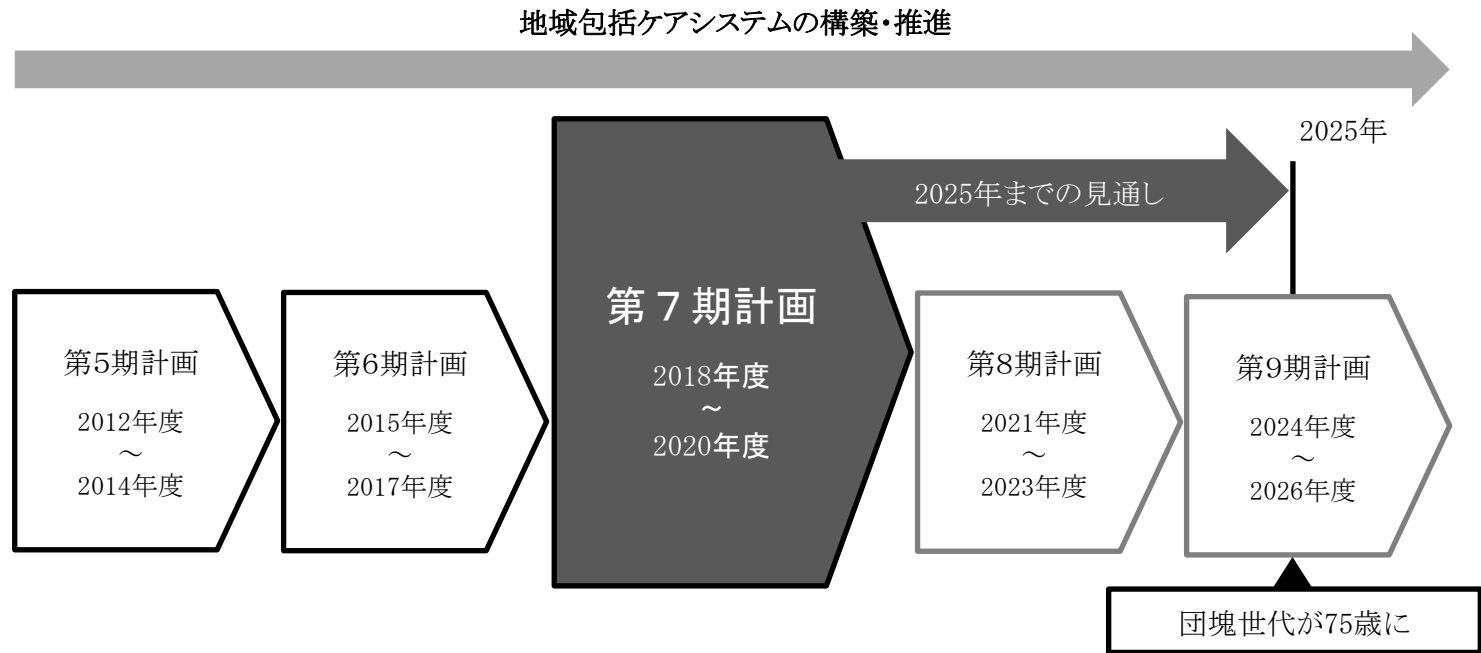 地域包括ケアシステムの構築・推進
2025年
2025年までの見通し
第5期計画
2012年度
～
2014年度
第6期計画
2015年度
～
2017年度
第７期計画
2018年度
～
2020年度
第8期計画
2021年度
～
2023年度
第9期計画
2024年度
～
2026年度
団塊世代が75歳に